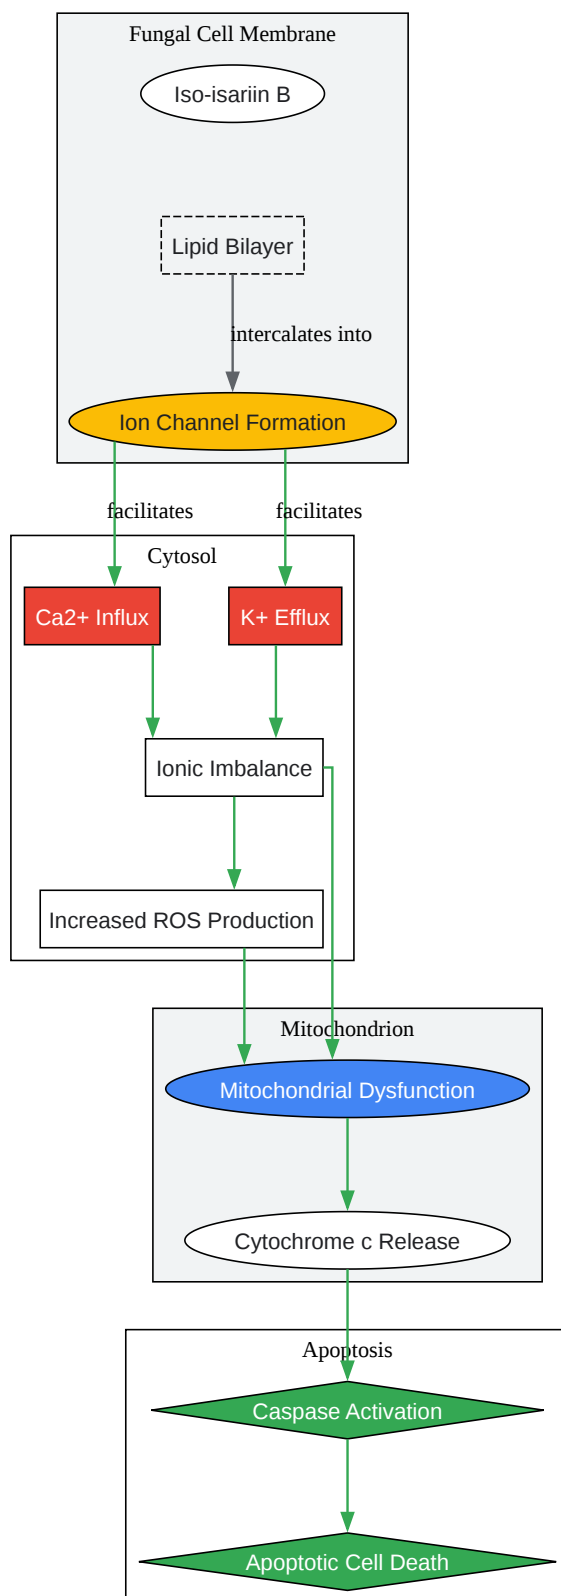 Fungal Cell Membrane
Iso-isariin B
Lipid Bilayer
intercalates into
Ion Channel Formation
facilitates
facilitates
Cytosol
Ca2+ Influx
K+ Efflux
Ionic Imbalance
Increased ROS Production
Mitochondrion
Mitochondrial Dysfunction
Cytochrome c Release
Apoptosis
Caspase Activation
Apoptotic Cell Death